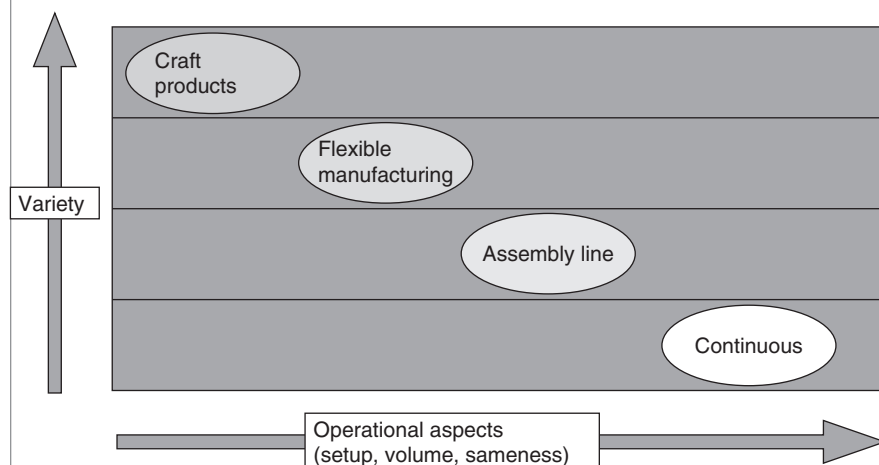 Craft
products
Flexible
manufacturing
Variety
Assembly line
Continuous
Operational aspects
(setup, volume, sameness)